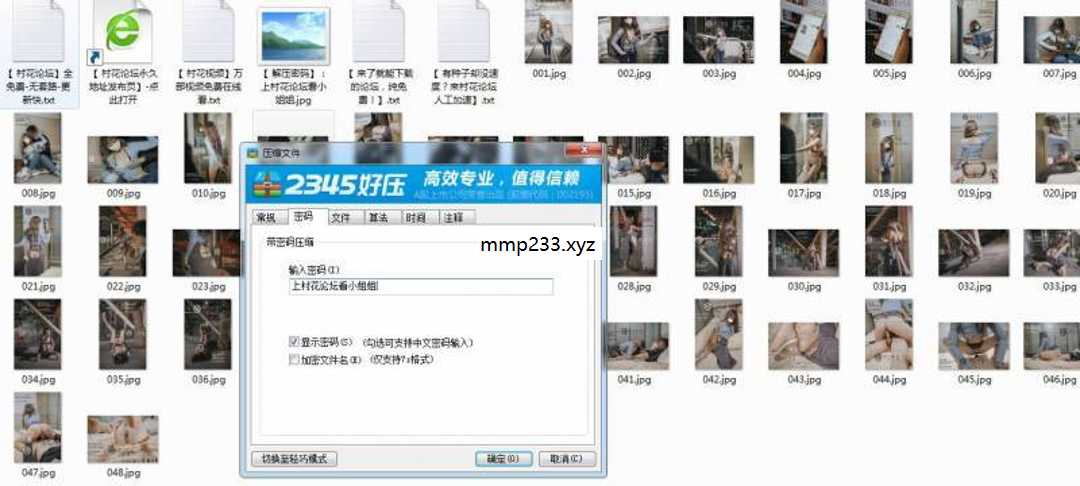 【 村花论坛】全
免费-无套路-更
新快.txt
【 村花论坛永久
地址发布页】-点
此打开
【 村花视频】万
部视频免费在线
看.txt
【 解压密码】:
上村花论坛看小
姐姐.jpg
【 来了就能下载
的论坛，纯免
费！】.txt
【 有种子却没速
度？来村花论坛
人工加速】.txt
001.jpg
002.jpg
003.jpg
004.jpg
005.jpg
006.jpg
007.jpg
008.jpg
009.jpg
010.jpg
015.jpg
016.jpg
017.jpg
018.jpg
019.jpg
020.jpg
021.jpg
022.jpg
023.jpg
028.jpg
029.jpg
030.jpg
031.jpg
032.jpg
033.jpg
034.jpg
035.jpg
036.jpg
041.jpg
042.jpg
043.jpg
044.jpg
045.jpg
046.jpg
047.jpg
048.jpg
压缩文件
2345好压
高效专业，值得信赖
常规
密码
文件
算法
时间
注释
带密码压缩
mmp233.xyz
输入密码(I)
上村花论坛看小姐姐
显示密码(S) (勾选可支持中文密码输入)
加密文件名(E) (仅支持7z格式)
切换至轻巧模式
确定(O)
取消(C)